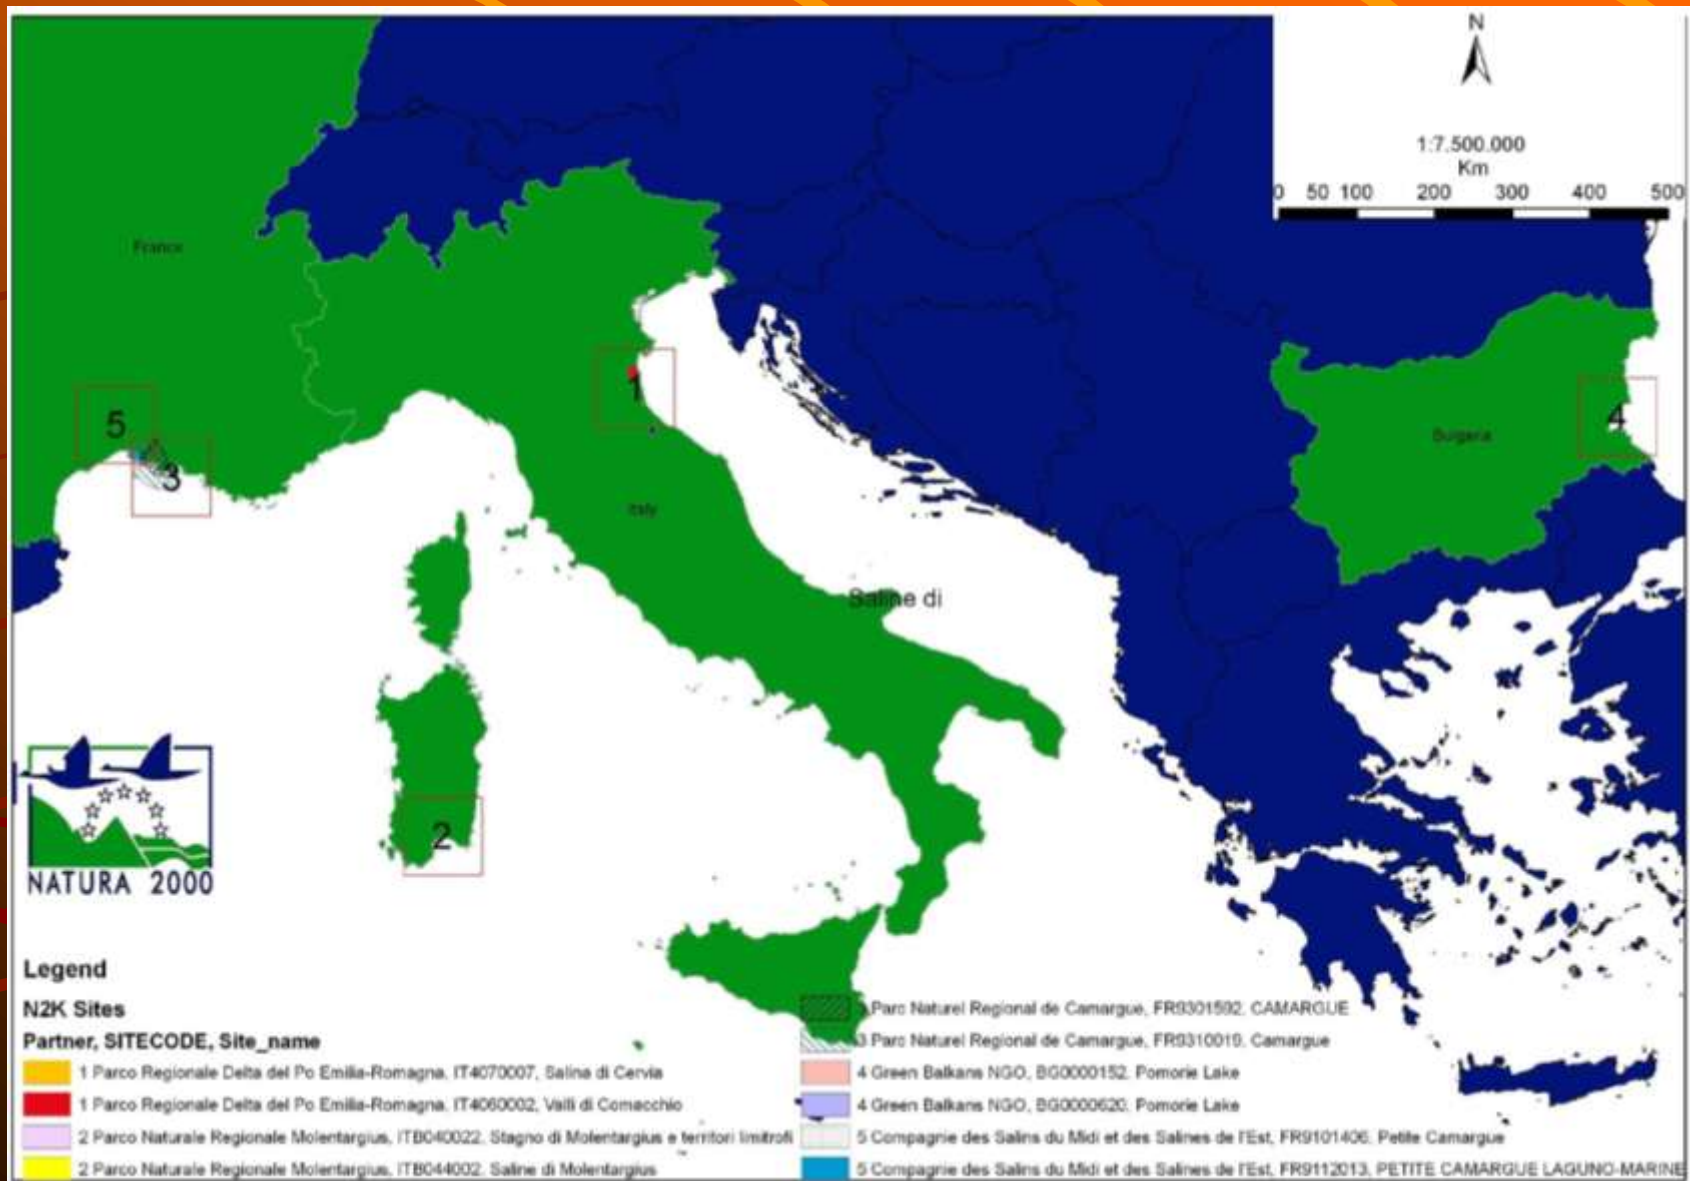 N
1:7.500.000
Km
0 50 100 200 300 400 500
France
5
3
1
4
Bulgaria
Italy
Saline di
2
NATURA 2000
Legend
N2K Sites
Partner, SITECODE, Site_name
1 Parco Regionale Delta del Po Emilia-Romagna, IT4070007, Salina di Cervia
1 Parco Regionale Delta del Po Emilia-Romagna, IT4060002, Valli di Comacchio
2 Parco Naturale Regionale Molentargius, ITB040022, Stagno di Molentargius e territori limitrofi
2 Parco Naturale Regionale Molentargius, ITB044002, Saline di Molentargius
3 Parc Naturel Regional de Camargue, FR9301592, CAMARGUE
3 Parc Naturel Regional de Camargue, FR9310019, Camargue
4 Green Balkans NGO, BG0000152, Pomorie Lake
4 Green Balkans NGO, BG0000620, Pomorie Lake
5 Compagnie des Salins du Midi et des Salines de l'Est, FR9101406, Petite Camargue
5 Compagnie des Salins du Midi et des Salines de l'Est, FR9112013, PETITE CAMARGUE LAGUNO-MARINE